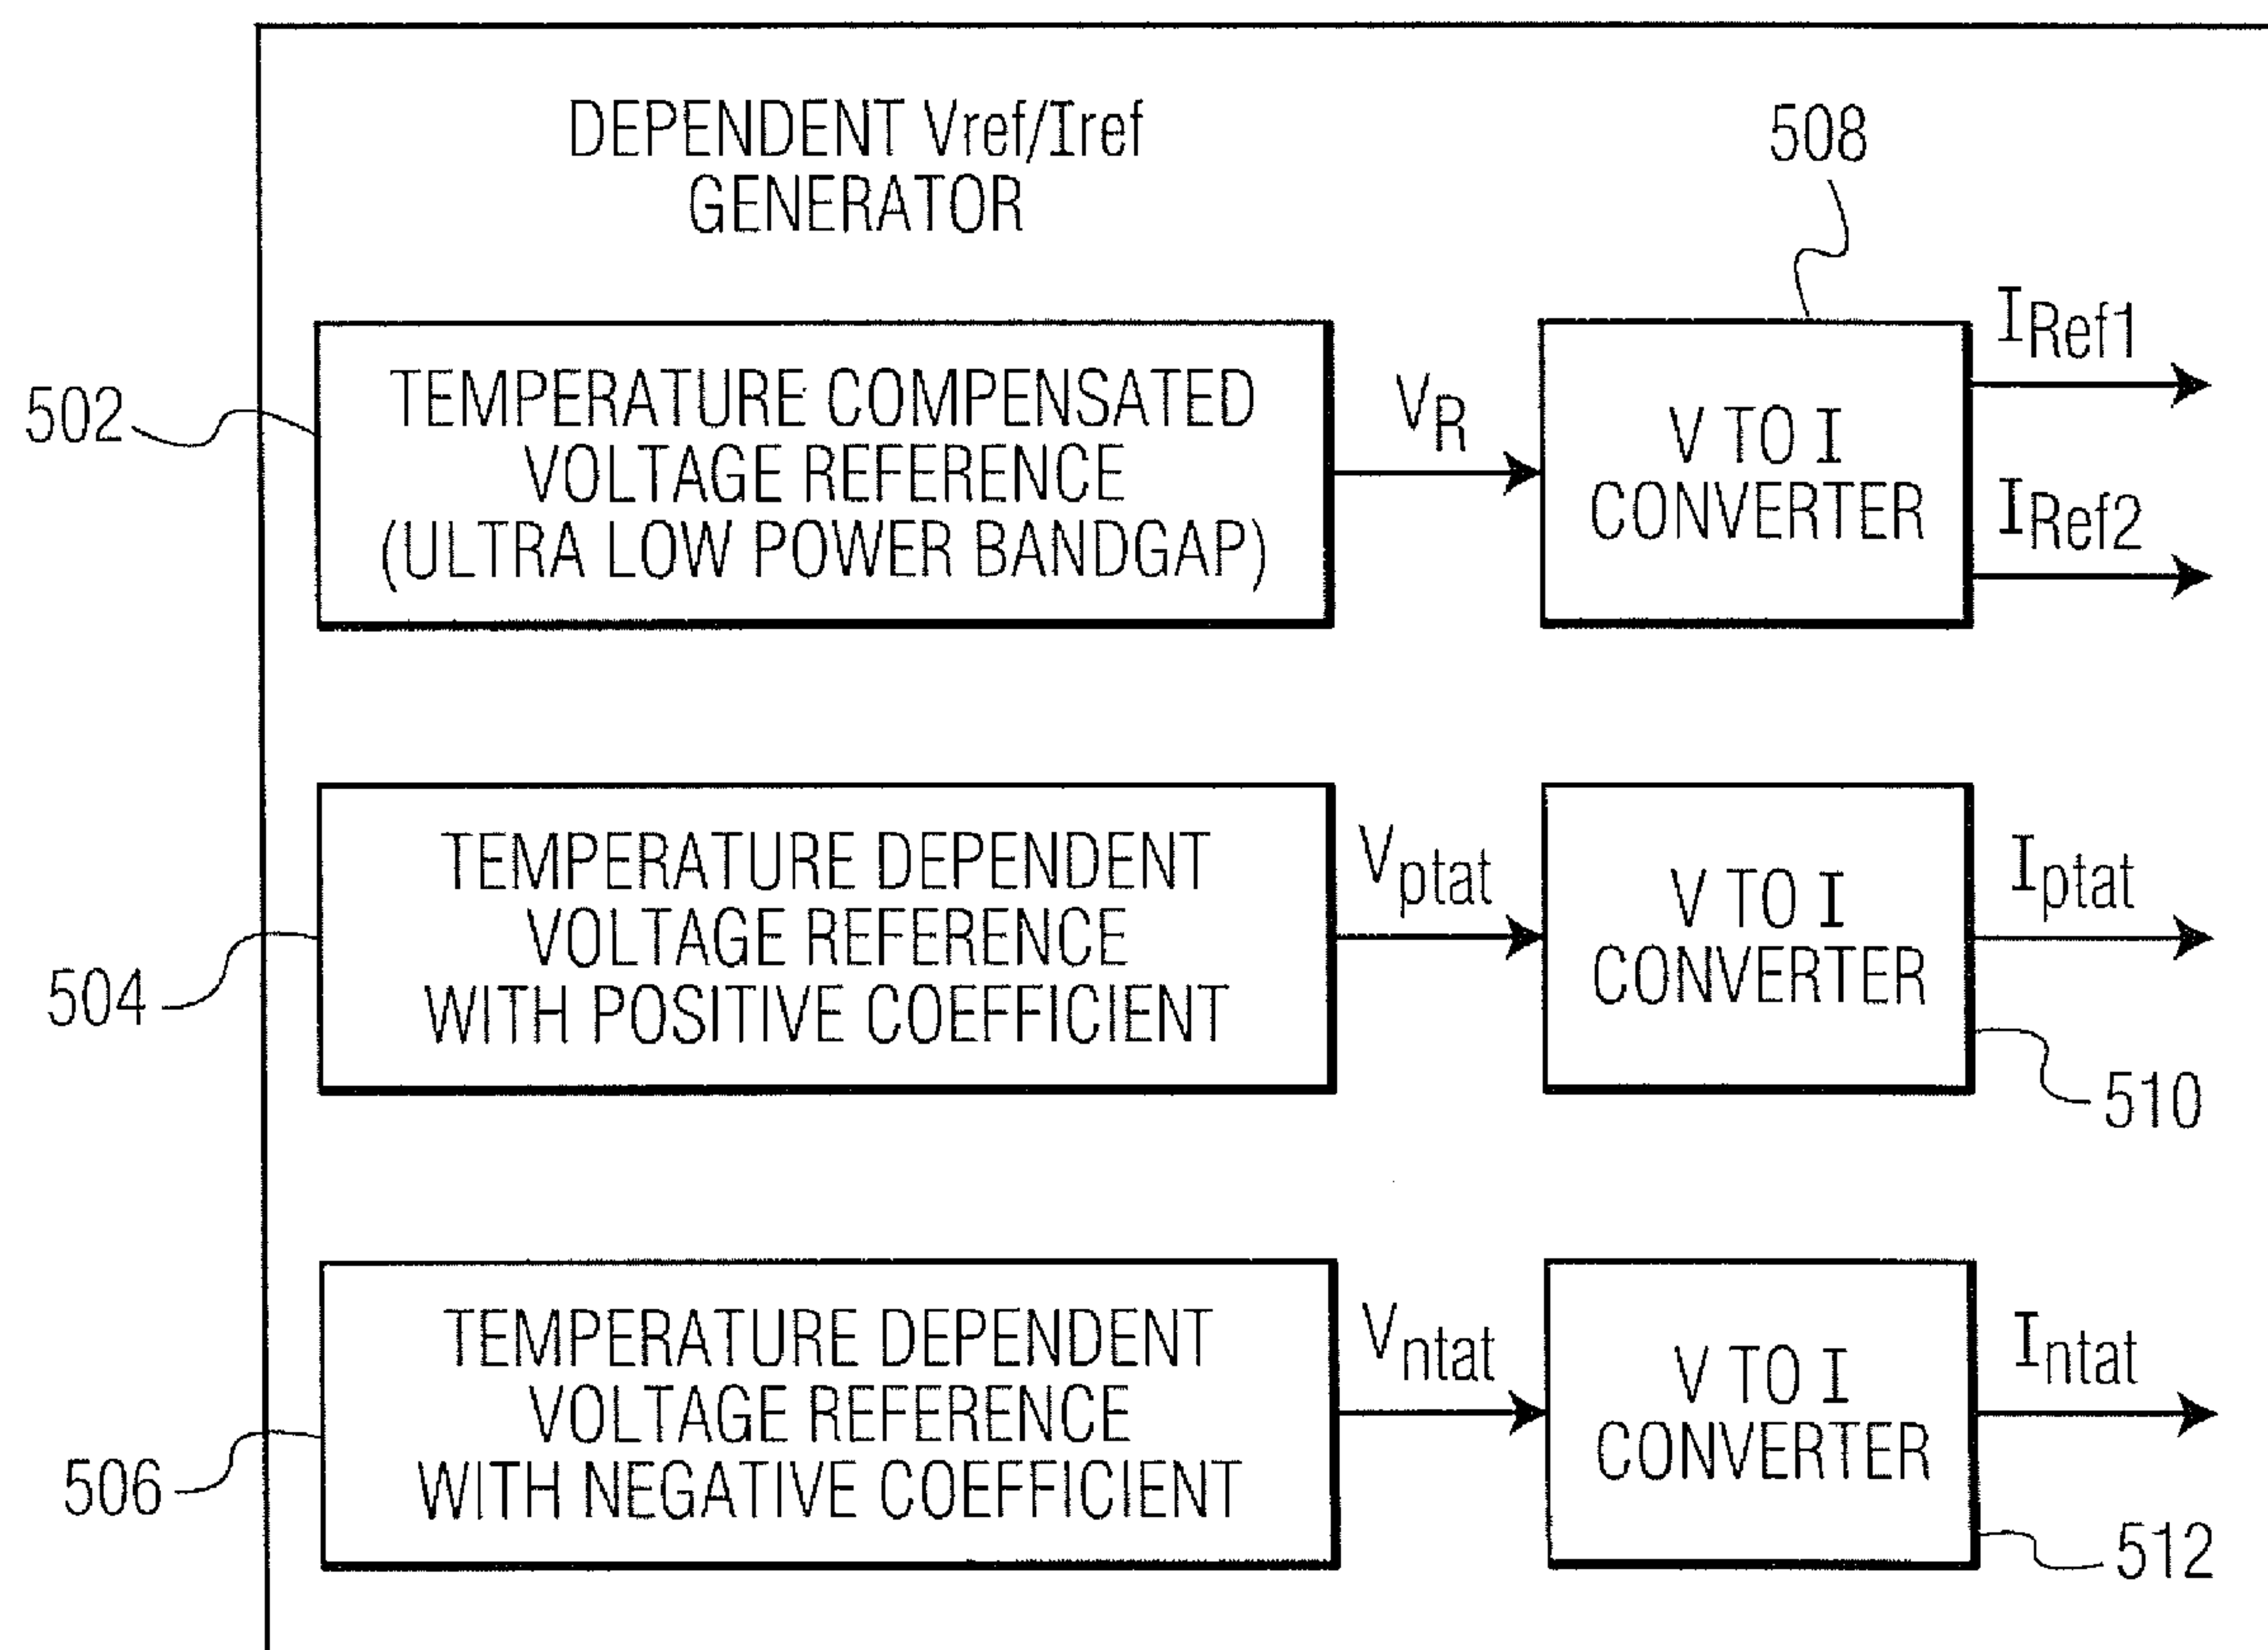 DEPENDENT Vref/Iref
GENERATOR
508
502
TEMPERATURE COMPENSATED
VOLTAGE REFERENCE
(ULTRA LOW POWER BANDGAP)
VR
V TO I
CONVERTER
IRef1
IRef2
504
TEMPERATURE DEPENDENT
VOLTAGE REFERENCE
WITH POSITIVE COEFFICIENT
Vptat
V TO I
CONVERTER
Iptat
510
506
TEMPERATURE DEPENDENT
VOLTAGE REFERENCE
WITH NEGATIVE COEFFICIENT
Vntat
V TO I
CONVERTER
Intat
512